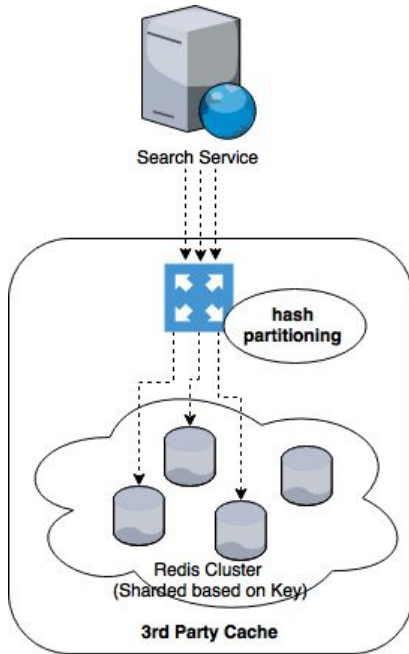 Search Service
hash
partitioning
Redis Cluster
(Sharded based on Key)
3rd Party Cache